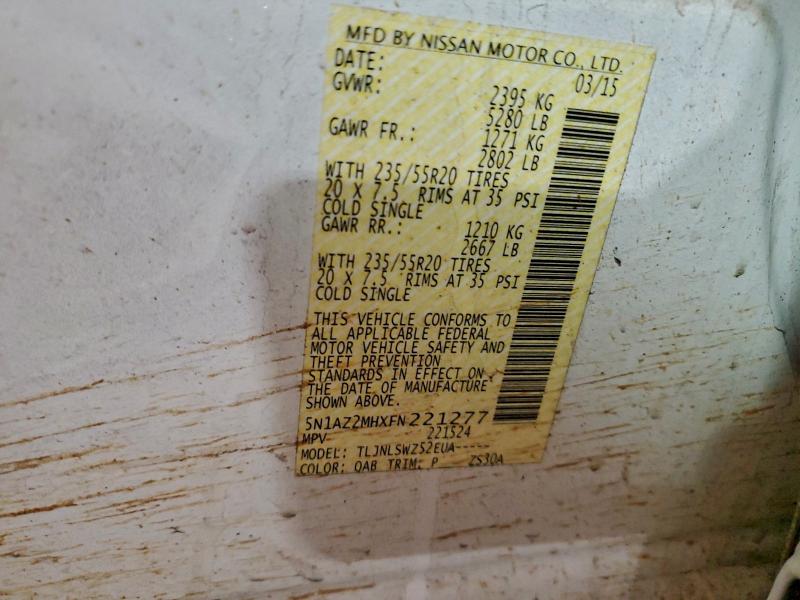 MFD BY NISSAN MOTOR CO., LTD.
DATE: 03/15
GVWR: 2395 KG
5280 LB
GAWR FR.: 1271 KG
2802 LB
WITH 235/55R20 TIRES
20 X 7.5 RIMS AT 35 PSI
COLD SINGLE
GAWR RR.: 1210 KG
2667 LB
WITH 235/55R20 TIRES
20 X 7.5 RIMS AT 35 PSI
COLD SINGLE
THIS VEHICLE CONFORMS TO
ALL APPLICABLE FEDERAL
MOTOR VEHICLE SAFETY AND
THEFT PREVENTION
STANDARDS IN EFFECT ON
THE DATE OF MANUFACTURE
SHOWN ABOVE.
5N1AZ2MHXFN221277
MPV 221524
MODEL: TLJNLSWZ52EUA-----
COLOR: QAB TRIM: P ZS30A